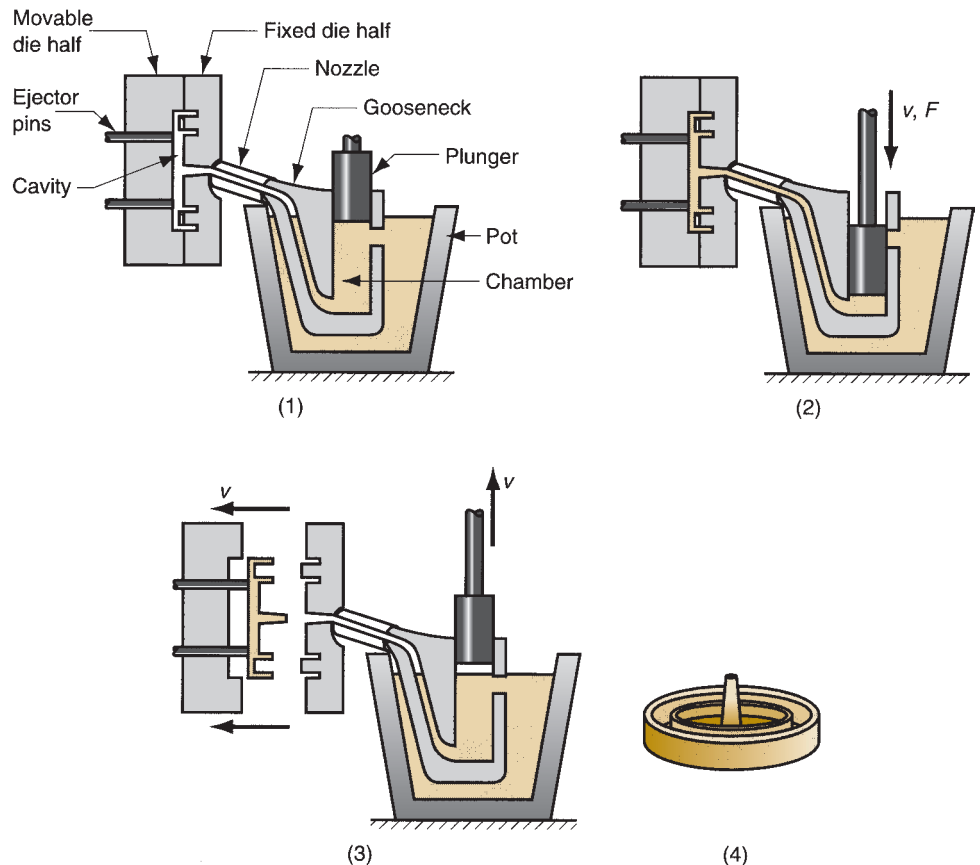 Movable
die half
Fixed die half
Nozzle
Ejector
pins
Gooseneck
Plunger
Cavity
Pot
Chamber
(1)
v, F
(2)
v
v
(3)
(4)